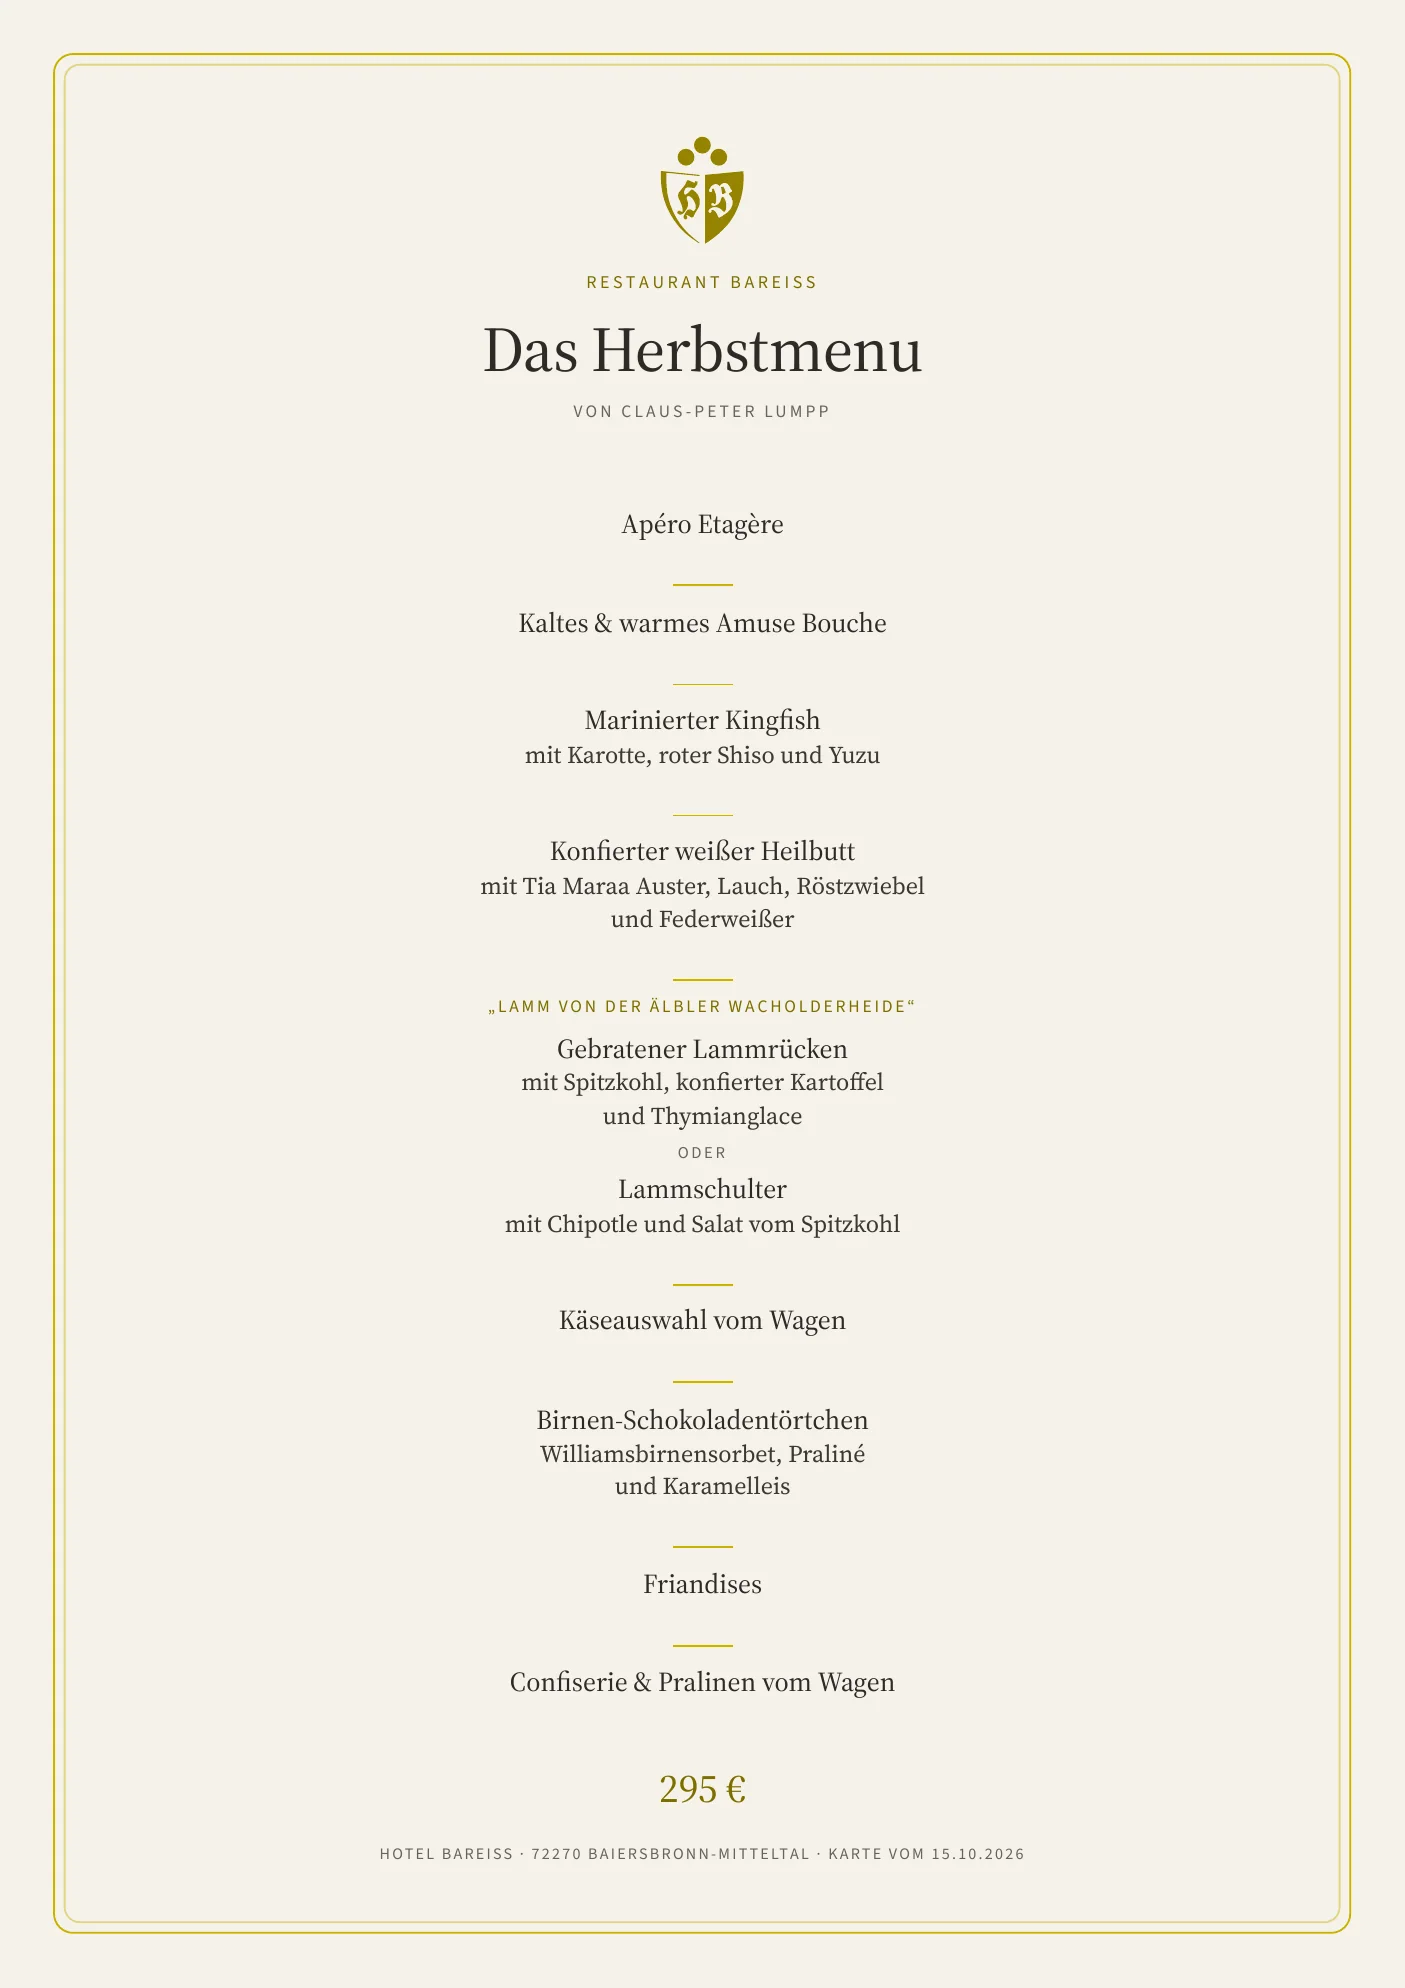 HB
RESTAURANT BAREISS
Das Herbstmenu
VON CLAUS-PETER LUMPP
Apéro Etagère
Kaltes & warmes Amuse Bouche
Marinierter Kingfish
mit Karotte, roter Shiso und Yuzu
Konfierter weißer Heilbutt
mit Tia Maraa Auster, Lauch, Röstzwiebel
und Federweißer
„LAMM VON DER ÄLBLER WACHOLDERHEIDE“
Gebratener Lammrücken
mit Spitzkohl, konfierter Kartoffel
und Thymianglace
ODER
Lammschulter
mit Chipotle und Salat vom Spitzkohl
Käseauswahl vom Wagen
Birnen-Schokoladentörtchen
Williamsbirnensorbet, Praliné
und Karamelleis
Friandises
Confiserie & Pralinen vom Wagen
295 €
HOTEL BAREISS · 72270 BAIERSBRONN-MITTELTAL · KARTE VOM 15.10.2026